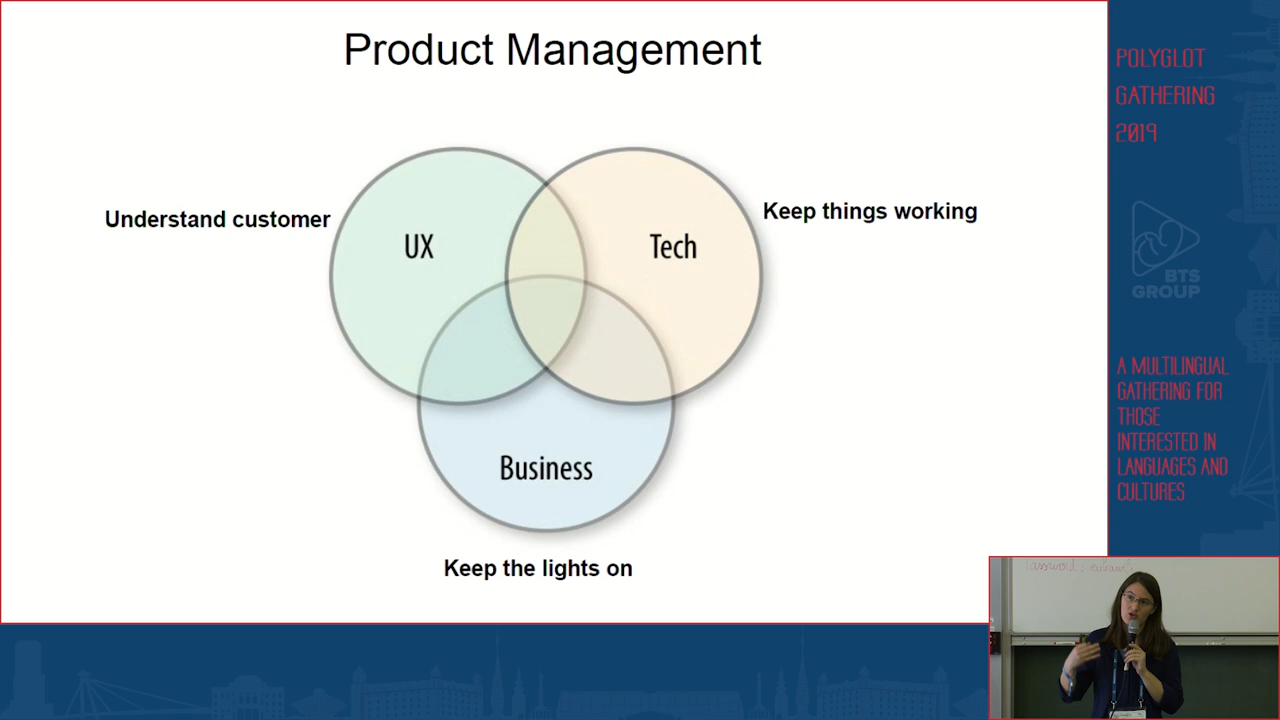 Product Management
Understand customer
UX
Tech
Keep things working
Business
Keep the lights on
POLYGLOT
GATHERING
2019
BTS
GROUP
A MULTILINGUAL
GATHERING FOR
THOSE
INTERESTED IN
LANGUAGES AND
CULTURES
Password: